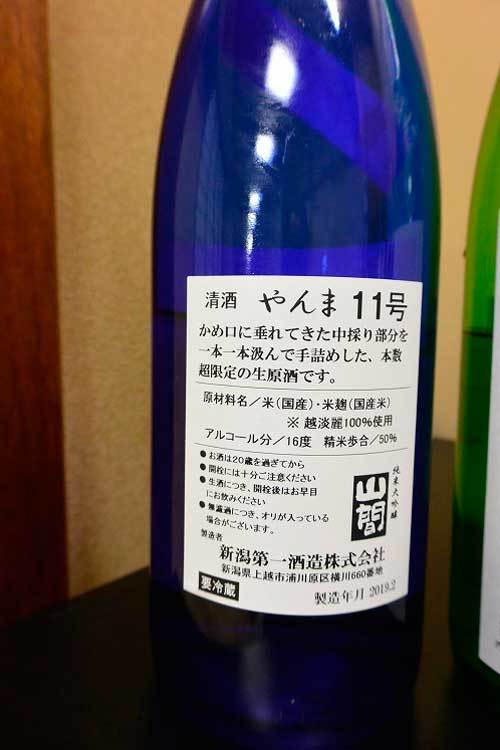 清酒 やんま 11号
かめ口に垂れてきた中採り部分を
一本一本汲んで手詰めした、本数
超限定の生原酒です。
原材料名／米(国産)・米麹(国産米)
※ 越淡麗100%使用
アルコール分／16度 精米歩合／50%
●お酒は20歳を過ぎてから
●開栓には十分ご注意ください
●生酒につき、開栓後はお早目
にお飲みください
●無濾過につき、オリが入っている
場合がございます。
純米大吟醸
山間
製造者
新潟第一酒造株式会社
新潟県上越市浦川原区横川660番地
要冷蔵 製造年月 2019.2